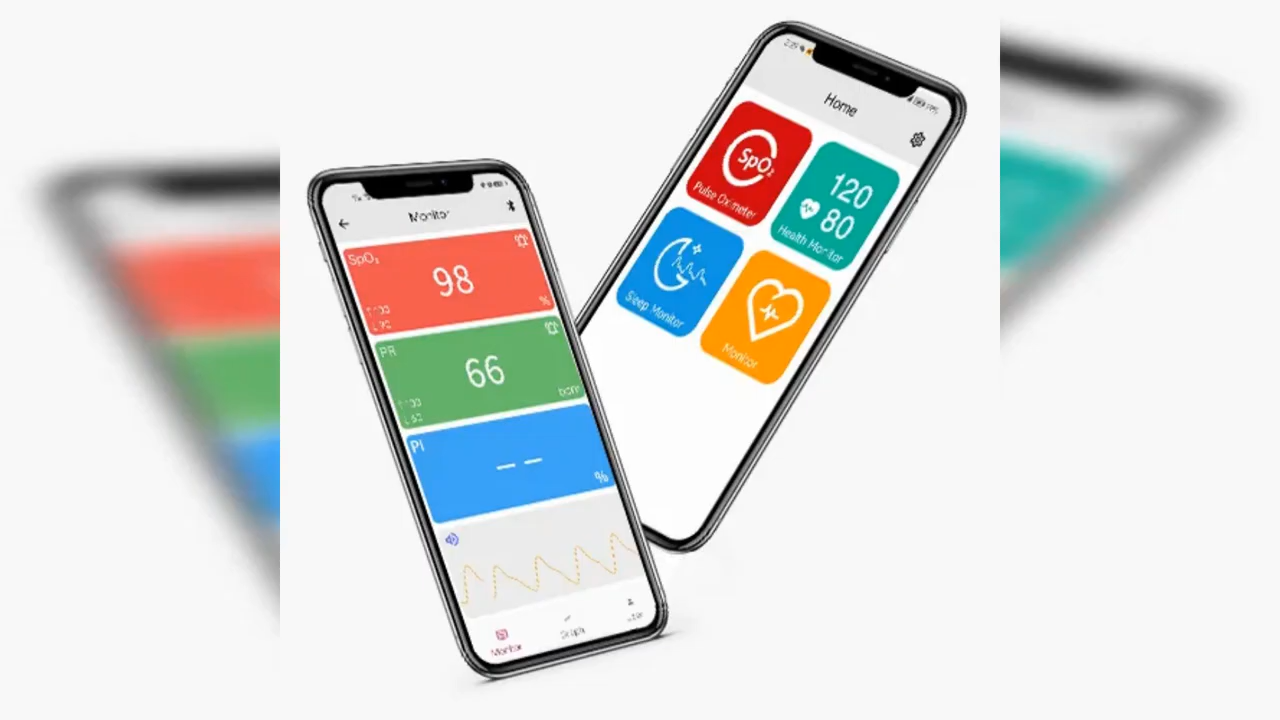 Monitor
SpO₂
98
%
PR
66
bpm
PI
-- 
%
Monitor
Graph
Home
SpO₂
Pulse Oximeter
120
80
Health Monitor
Sleep Monitor
Monitor